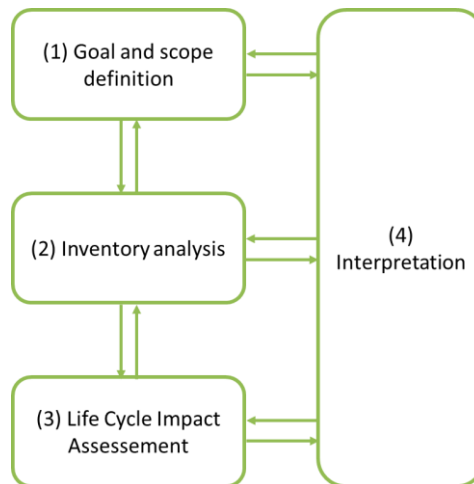 (1) Goal and scope
definition
(2) Inventory analysis
(4)
Interpretation
(3) Life Cycle Impact
Assessement